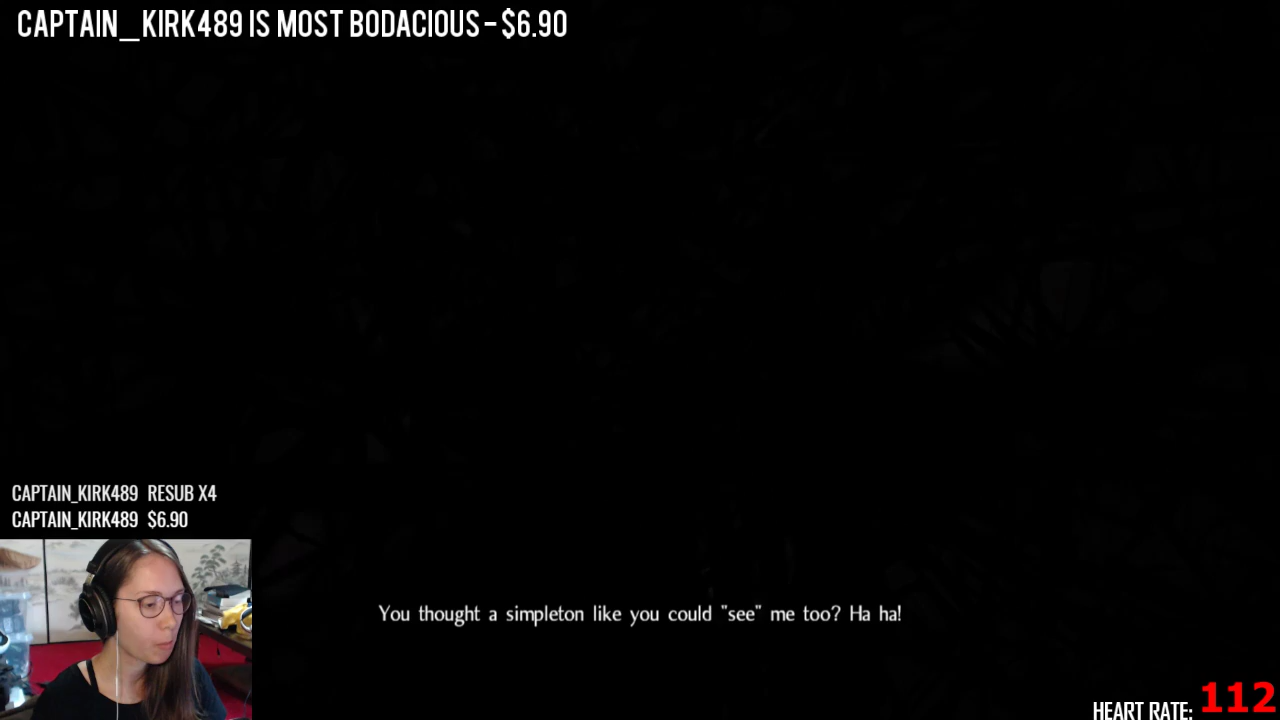 CAPTAIN_KIRK489 IS MOST BODACIOUS - $6.90
CAPTAIN_KIRK489 RESUB X4
CAPTAIN_KIRK489 $6.90
You thought a simpleton like you could "see" me too? Ha ha!
HEART RATE: 112